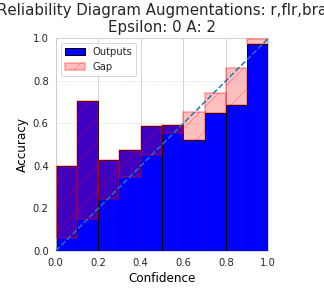 Reliability Diagram Augmentations: r,flr,bra
Epsilon: 0 A: 2
1.0
Outputs
Gap
0.8
0.6
0.4
0.2
0.0
Accuracy
0.0 0.2 0.4 0.6 0.8 1.0
Confidence